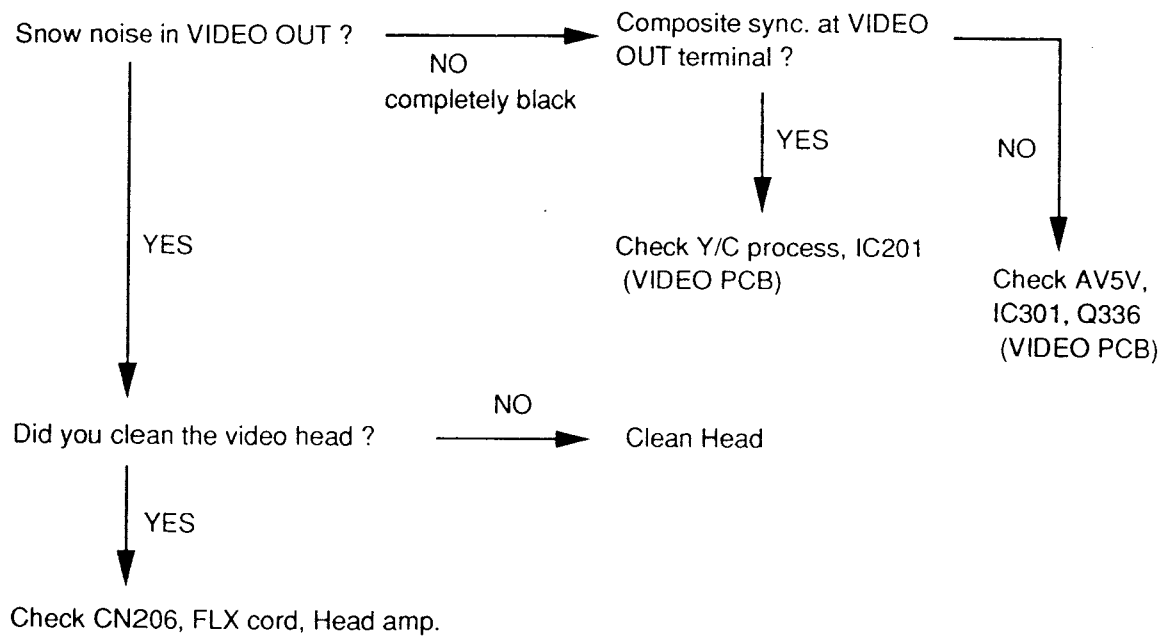 Snow noise in VIDEO OUT ?
NO
completely black
Composite sync. at VIDEO
OUT terminal ?
YES
NO
YES
Check Y/C process, IC201
(VIDEO PCB)
Check AV5V,
IC301, Q336
(VIDEO PCB)
Did you clean the video head ?
NO
Clean Head
YES
Check CN206, FLX cord, Head amp.